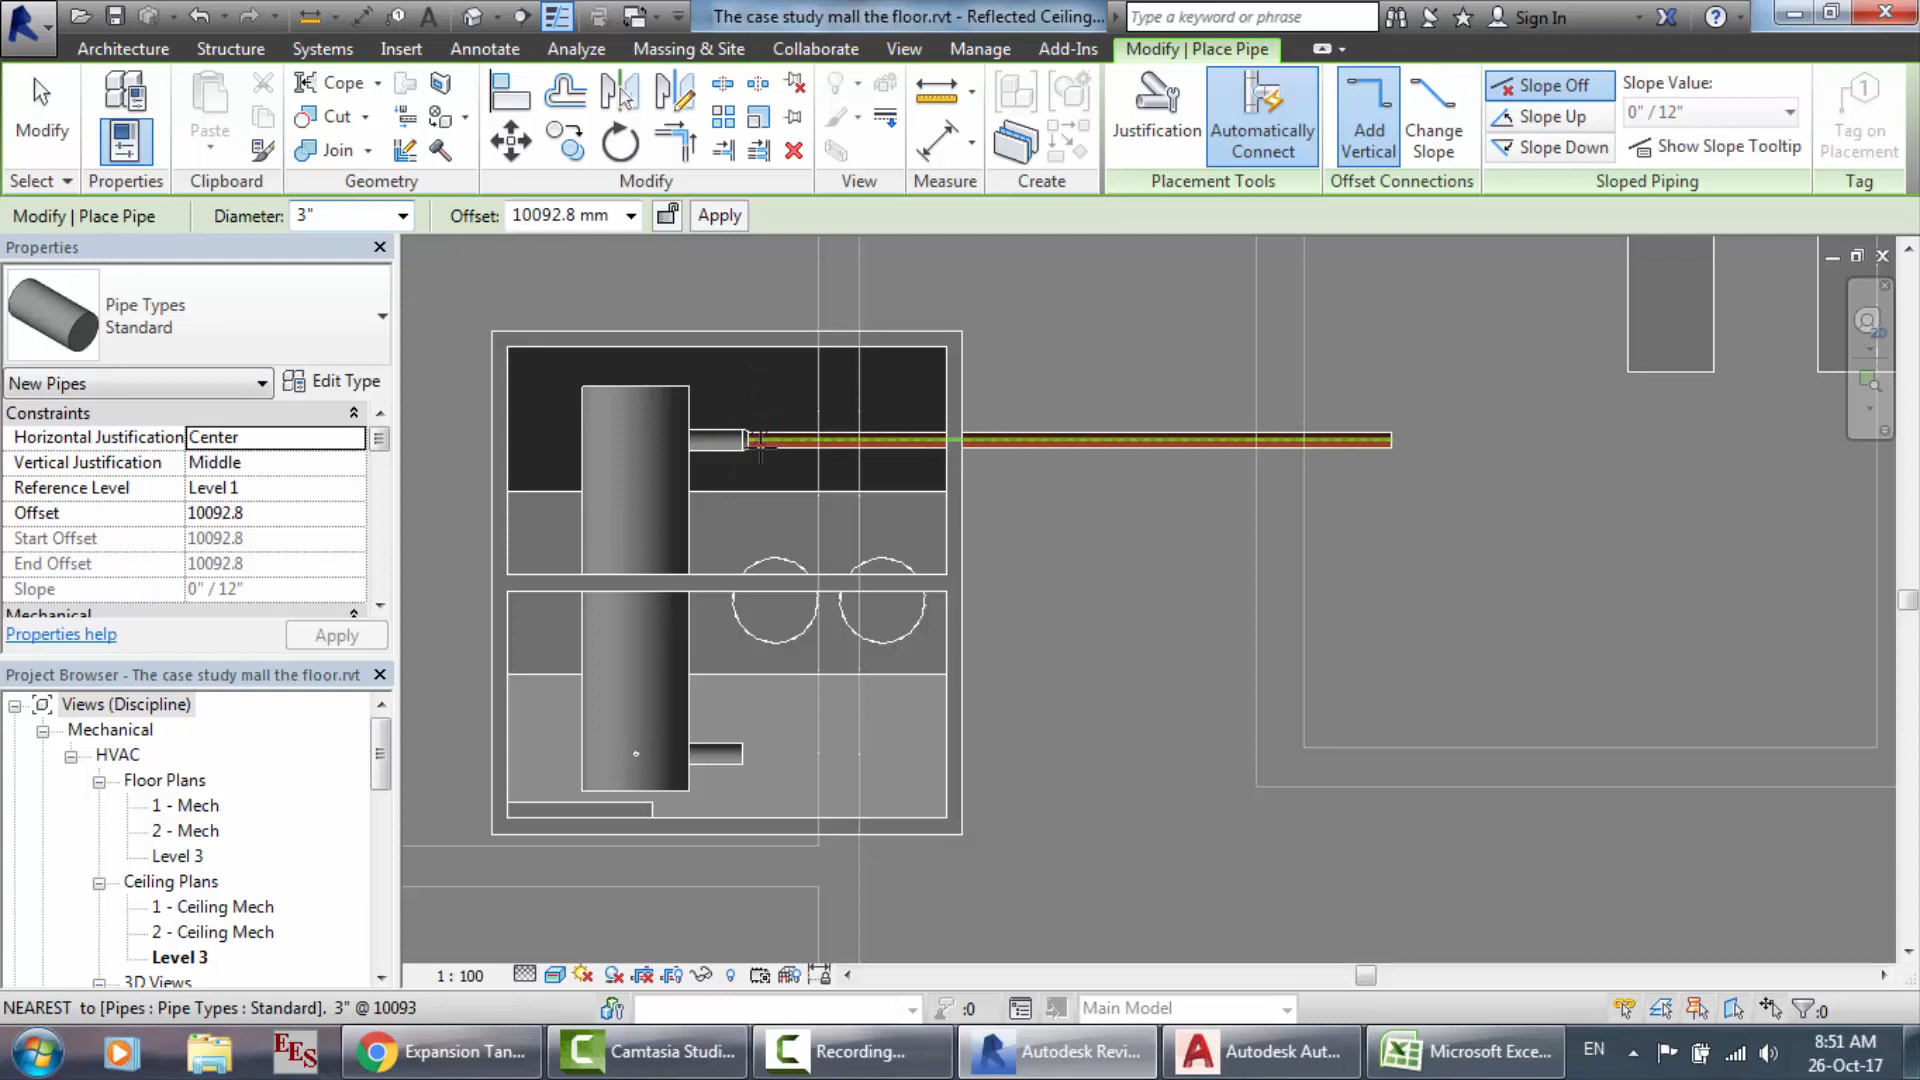 The case study mall the floor.rvt - Reflected Ceiling...
Type a keyword or phrase
Sign In
Architecture Structure Systems Insert Annotate Analyze Massing & Site Collaborate View Manage Add-Ins Modify | Place Pipe
Modify
Paste
Cope
Cut
Join
Justification
Automatically Connect
Add Vertical
Change Slope
Slope Off
Slope Up
Slope Down
Slope Value:
0" / 12"
Show Slope Tooltip
Tag on Placement
Select Properties Clipboard Geometry Modify View Measure Create Placement Tools Offset Connections Sloped Piping Tag
Modify | Place Pipe Diameter: 3" Offset: 10092.8 mm Apply
Properties
Pipe Types
Standard
New Pipes Edit Type
Constraints
Horizontal Justification Center
Vertical Justification Middle
Reference Level Level 1
Offset 10092.8
Start Offset 10092.8
End Offset 10092.8
Slope 0" / 12"
Mechanical
Properties help Apply
Project Browser - The case study mall the floor.rvt
Views (Discipline)
Mechanical
HVAC
Floor Plans
1 - Mech
2 - Mech
Level 3
Ceiling Plans
1 - Ceiling Mech
2 - Ceiling Mech
Level 3
3D Views
2D
1 : 100
NEAREST to [Pipes : Pipe Types : Standard]. 3" @ 10093
:0
Main Model
:0
EES
Expansion Tan...
Camtasia Studi...
Recording...
Autodesk Revi...
Autodesk Aut...
Microsoft Exce...
EN
8:51 AM
26-Oct-17